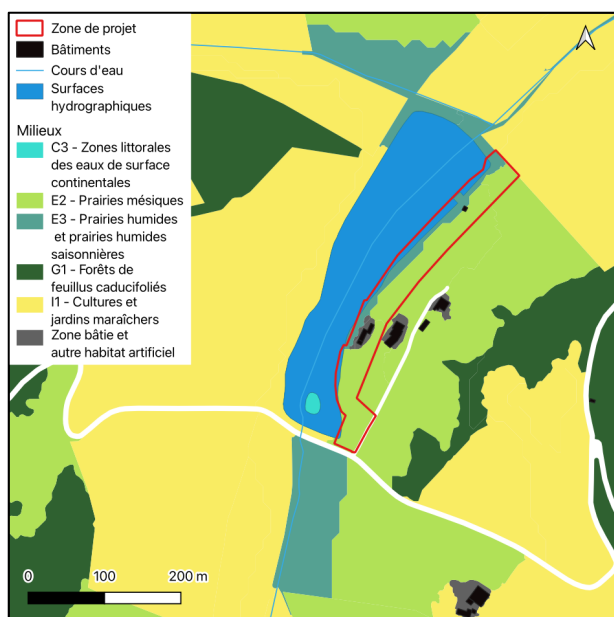 Zone de projet
Bâtiments
Cours d'eau
Surfaces
hydrographiques
Milieux
C3 - Zones littorales
des eaux de surface
continentales
E2 - Prairies mésiques
E3 - Prairies humides
et prairies humides
saisonnières
G1 - Forêts de
feuillus caducifoliés
I1 - Cultures et
jardins maraîchers
Zone bâtie et
autre habitat artificiel
0 100 200 m